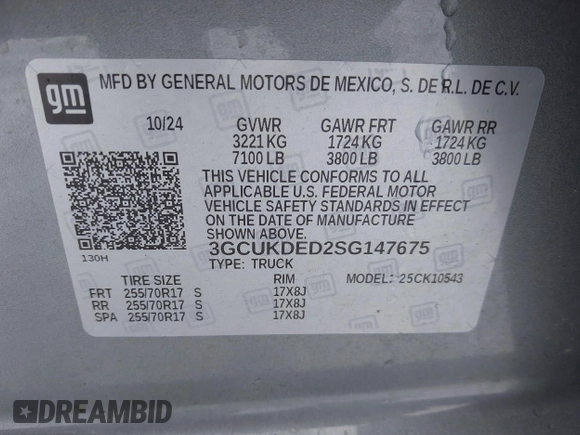 gm
MFD BY GENERAL MOTORS DE MEXICO, S. DE R.L. DE C.V.
10/24 GVWR GAWR FRT GAWR RR
3221 KG 1724 KG 1724 KG
7100 LB 3800 LB 3800 LB
THIS VEHICLE CONFORMS TO ALL
APPLICABLE U.S. FEDERAL MOTOR
VEHICLE SAFETY STANDARDS IN EFFECT
ON THE DATE OF MANUFACTURE
SHOWN ABOVE.
130H
3GCUKDED2SG147675
TYPE: TRUCK MODEL: 25CK10543
TIRE SIZE RIM
FRT 255/70R17 S 17X8J
RR 255/70R17 S 17X8J
SPA 255/70R17 S 17X8J
DREAMBID